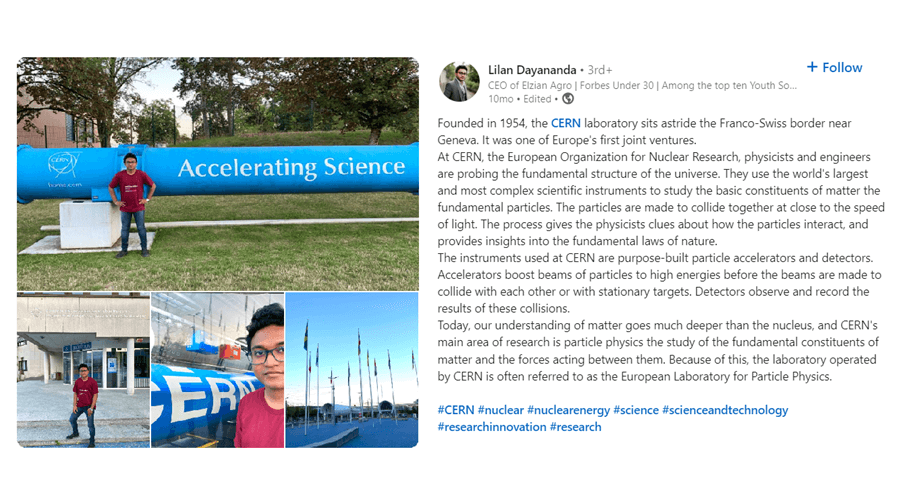 CERN
home.cern
Accelerating Science
CERN
Lilan Dayananda • 3rd+
+ Follow
CEO of Elzian Agro | Forbes Under 30 | Among the top ten Youth So...
10mo • Edited •
Founded in 1954, the CERN laboratory sits astride the Franco-Swiss border near
Geneva. It was one of Europe's first joint ventures.
At CERN, the European Organization for Nuclear Research, physicists and engineers
are probing the fundamental structure of the universe. They use the world's largest
and most complex scientific instruments to study the basic constituents of matter the
fundamental particles. The particles are made to collide together at close to the speed
of light. The process gives the physicists clues about how the particles interact, and
provides insights into the fundamental laws of nature.
The instruments used at CERN are purpose-built particle accelerators and detectors.
Accelerators boost beams of particles to high energies before the beams are made to
collide with each other or with stationary targets. Detectors observe and record the
results of these collisions.
Today, our understanding of matter goes much deeper than the nucleus, and CERN's
main area of research is particle physics the study of the fundamental constituents of
matter and the forces acting between them. Because of this, the laboratory operated
by CERN is often referred to as the European Laboratory for Particle Physics.
#CERN #nuclear #nuclearenergy #science #scienceandtechnology
#researchinnovation #research